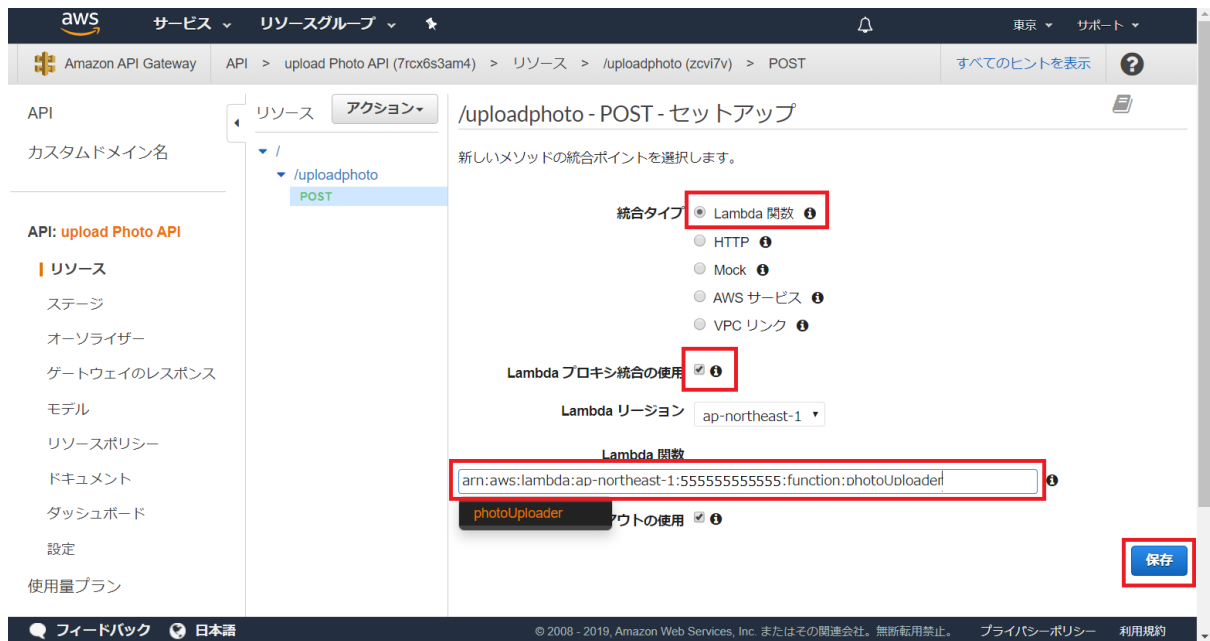 aws サービス リソースグループ 東京 サポート
Amazon API Gateway API > upload Photo API (7rcx6s3am4) > リソース > /uploadphoto (zcvi7v) > POST すべてのヒントを表示
API
カスタムドメイン名
API: upload Photo API
リソース
ステージ
オーソライザー
ゲートウェイのレスポンス
モデル
リソースポリシー
ドキュメント
ダッシュボード
設定
使用量プラン
リソース アクション
/
/uploadphoto
POST
/uploadphoto - POST - セットアップ
新しいメソッドの統合ポイントを選択します。
統合タイプ Lambda 関数
HTTP
Mock
AWS サービス
VPC リンク
Lambda プロキシ統合の使用
Lambda リージョン ap-northeast-1
Lambda 関数
arn:aws:lambda:ap-northeast-1:555555555555:function:photoUploader
photoUploader
アウトの使用
保存
フィードバック 日本語 © 2008 - 2019, Amazon Web Services, Inc. またはその関連会社。無断転用禁止。 プライバシーポリシー 利用規約